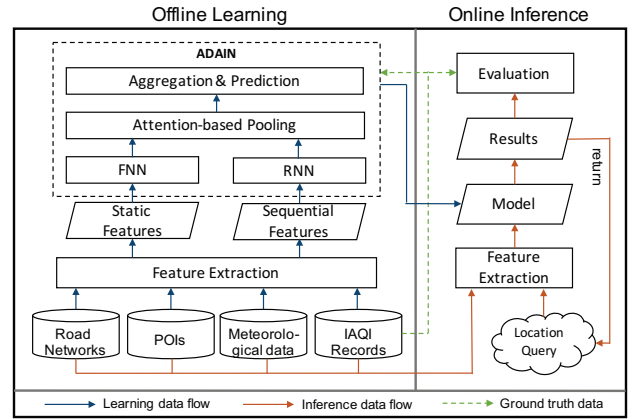 Offline Learning
Online Inference
ADAIN
Aggregation & Prediction
Attention-based Pooling
FNN
RNN
Static
Features
Sequential
Features
Feature Extraction
Road
Networks
POIs
Meteorolo-
gical data
IAQI
Records
Evaluation
Results
return
Model
Feature
Extraction
Location
Query
Learning data flow
Inference data flow
Ground truth data